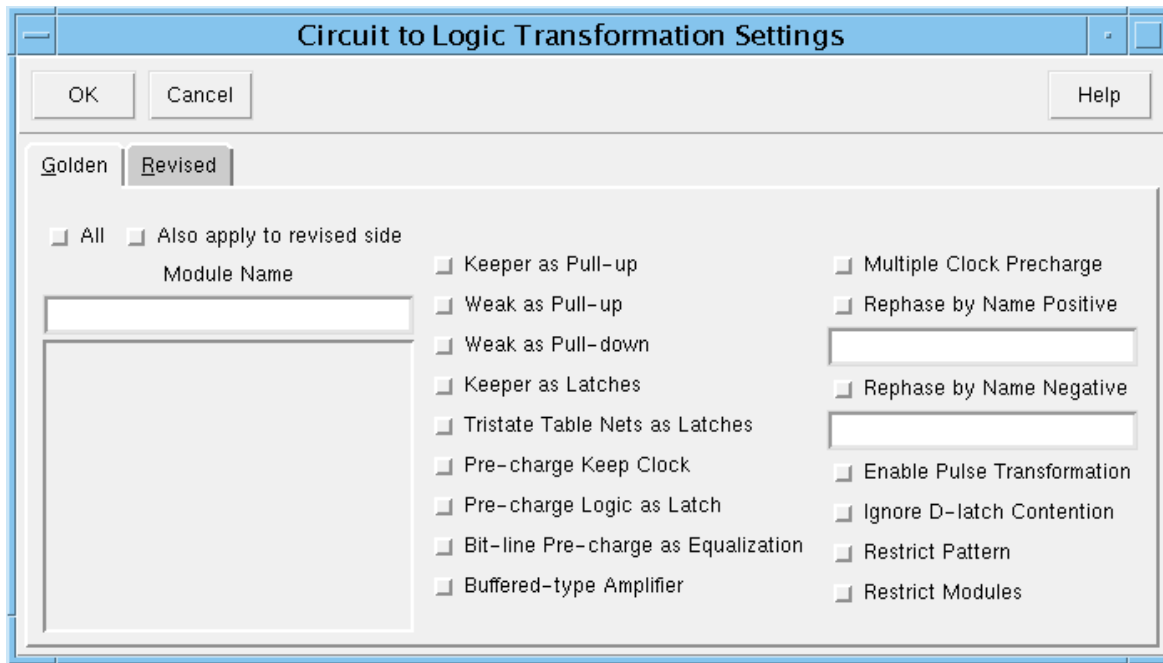 Circuit to Logic Transformation Settings
OK
Cancel
Help
Golden
Revised
All
Also apply to revised side
Module Name
Keeper as Pull-up
Weak as Pull-up
Weak as Pull-down
Keeper as Latches
Tristate Table Nets as Latches
Pre-charge Keep Clock
Pre-charge Logic as Latch
Bit-line Pre-charge as Equalization
Buffered-type Amplifier
Multiple Clock Precharge
Rephase by Name Positive
Rephase by Name Negative
Enable Pulse Transformation
Ignore D-latch Contention
Restrict Pattern
Restrict Modules